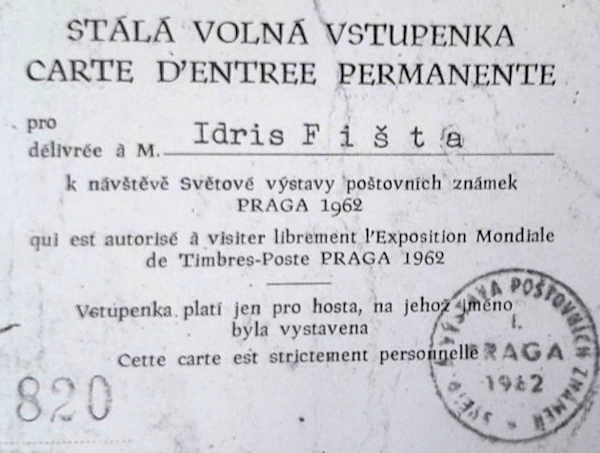 STÁLÁ VOLNÁ VSTUPENKA
CARTE D'ENTREE PERMANENTE
pro
délivrée à M. Idris F i š t a
k návštěvě Světové výstavy poštovních známek
PRAGA 1962
qui est autorisé à visiter librement l'Exposition Mondiale
de Timbres-Poste PRAGA 1962
Vstupenka platí jen pro hosta, na jehož jméno
byla vystavena
Cette carte est strictement personnelle
820
VÝSTAVA POŠTOVNÍCH ZNÁMEK
PRAGA
1962